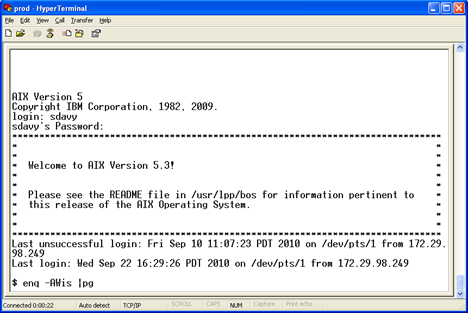 prod - HyperTerminal
File Edit View Call Transfer Help
AIX Version 5
Copyright IBM Corporation, 1982, 2009.
login: sdavy
sdavy's Password:
*******************************************************************************
*                                                                             *
*                                                                             *
*  Welcome to AIX Version 5.3!                                                *
*                                                                             *
*                                                                             *
*  Please see the README file in /usr/lpp/bos for information pertinent to    *
*  this release of the AIX Operating System.                                  *
*                                                                             *
*                                                                             *
*******************************************************************************
Last unsuccessful login: Fri Sep 10 11:07:23 PDT 2010 on /dev/pts/1 from 172.29.
98.249
Last login: Wed Sep 22 16:29:26 PDT 2010 on /dev/pts/1 from 172.29.98.249
$ enq -AWis |pg
Connected 0:00:22 Auto detect TCP/IP SCROLL CAPS NUM Capture Print echo